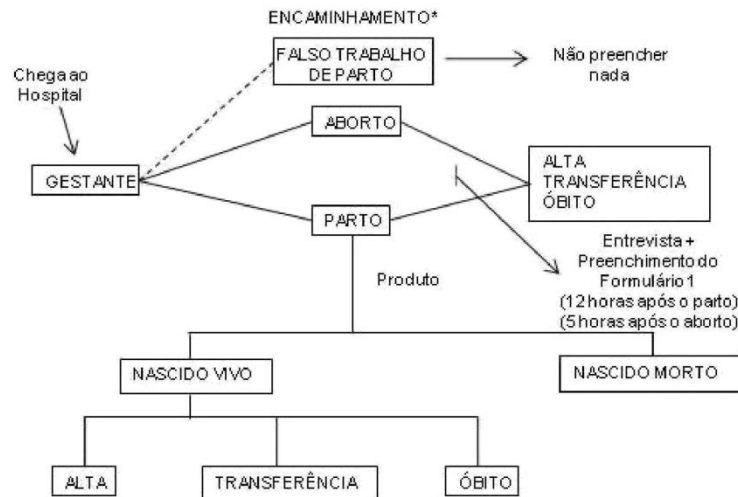 ENCAMINHAMENTO*
FALSO TRABALHO
DE PARTO
Não preencher
nada
Chega ao
Hospital
ABORTO
GESTANTE
ALTA
TRANSFERÊNCIA
ÓBITO
PARTO
Entrevista +
Preenchimento do
Formulário 1
(12 horas após o parto)
(5 horas após o aborto)
Produto
NASCIDO VIVO
NASCIDO MORTO
ALTA
TRANSFERÊNCIA
ÓBITO